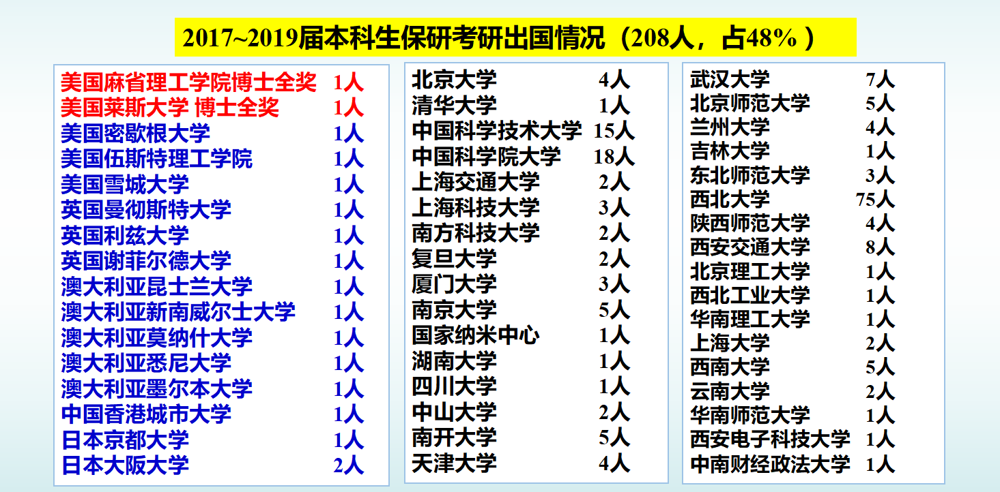 2017~2019届本科生保研考研出国情况（208人，占48% ）
美国麻省理工学院博士全奖 1人
美国莱斯大学 博士全奖 1人
美国密歇根大学 1人
美国伍斯特理工学院 1人
美国雪城大学 1人
英国曼彻斯特大学 1人
英国利兹大学 1人
英国谢菲尔德大学 1人
澳大利亚昆士兰大学 1人
澳大利亚新南威尔士大学 1人
澳大利亚莫纳什大学 1人
澳大利亚悉尼大学 1人
澳大利亚墨尔本大学 1人
中国香港城市大学 1人
日本京都大学 1人
日本大阪大学 2人
北京大学 4人
清华大学 1人
中国科学技术大学 15人
中国科学院大学 18人
上海交通大学 2人
上海科技大学 3人
南方科技大学 2人
复旦大学 2人
厦门大学 3人
南京大学 5人
国家纳米中心 1人
湖南大学 1人
四川大学 1人
中山大学 2人
南开大学 5人
天津大学 4人
武汉大学 7人
北京师范大学 5人
兰州大学 4人
吉林大学 1人
东北师范大学 3人
西北大学 75人
陕西师范大学 4人
西安交通大学 8人
北京理工大学 1人
西北工业大学 1人
华南理工大学 1人
上海大学 2人
西南大学 5人
云南大学 2人
华南师范大学 1人
西安电子科技大学 1人
中南财经政法大学 1人